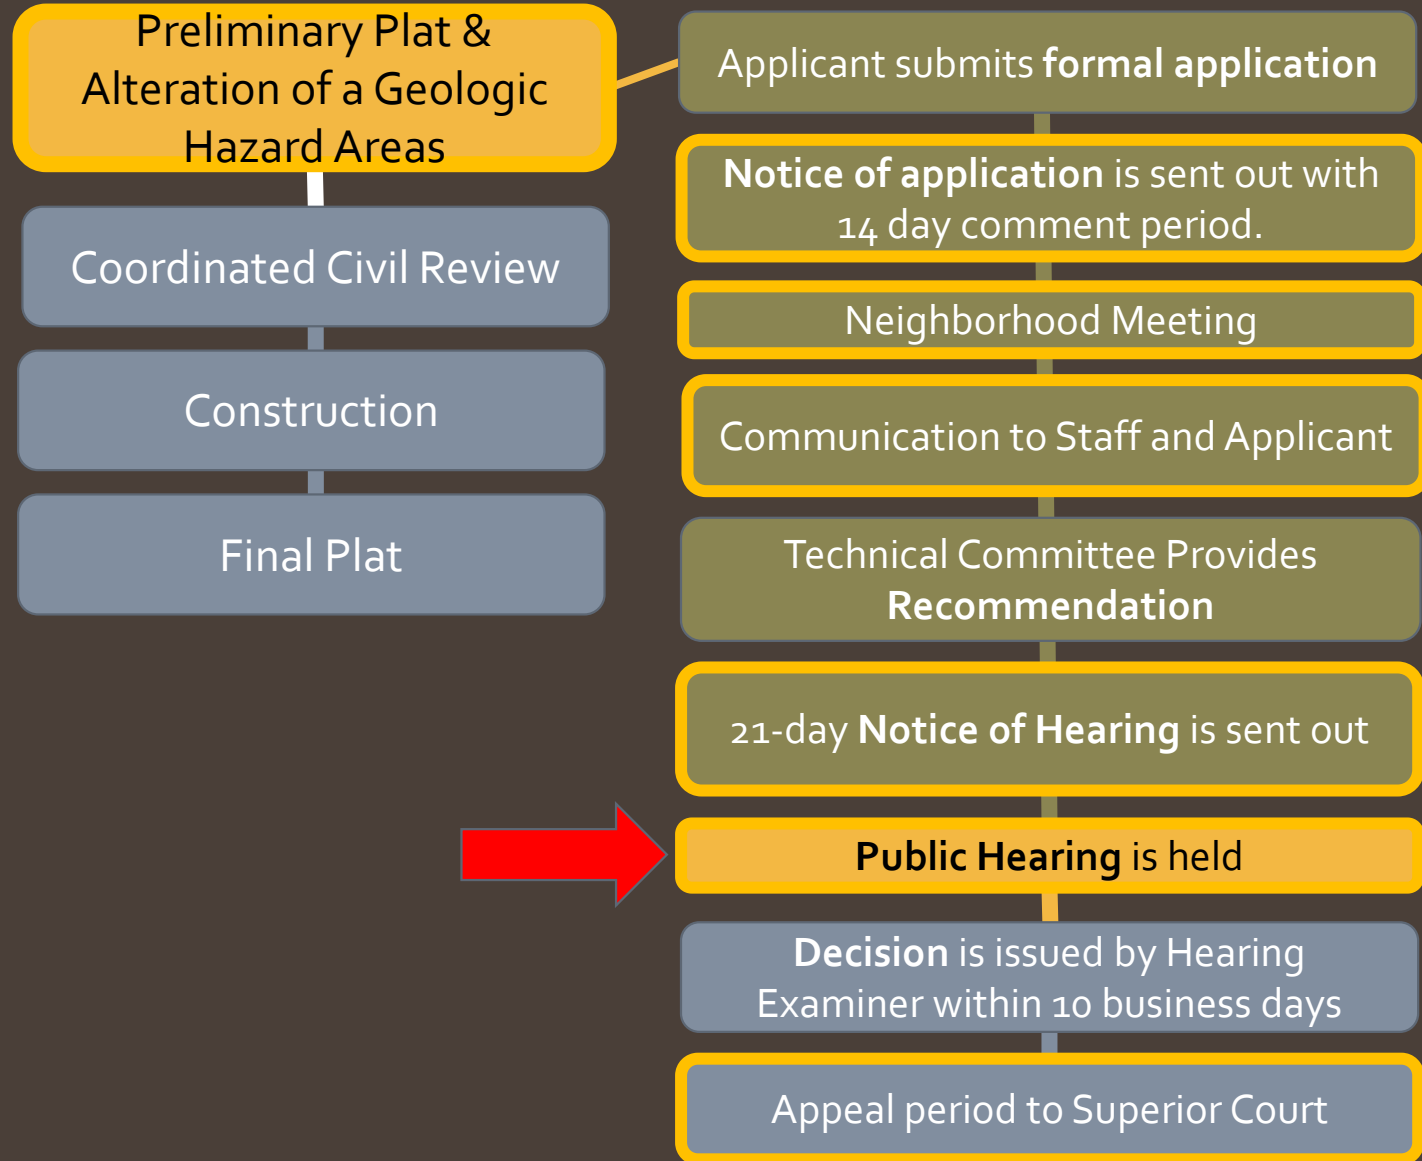 Preliminary Plat &
Alteration of a Geologic
Hazard Areas
Coordinated Civil Review
Construction
Final Plat
Applicant submits formal application
Notice of application is sent out with
14 day comment period.
Neighborhood Meeting
Communication to Staff and Applicant
Technical Committee Provides
Recommendation
21-day Notice of Hearing is sent out
Public Hearing is held
Decision is issued by Hearing
Examiner within 10 business days
Appeal period to Superior Court